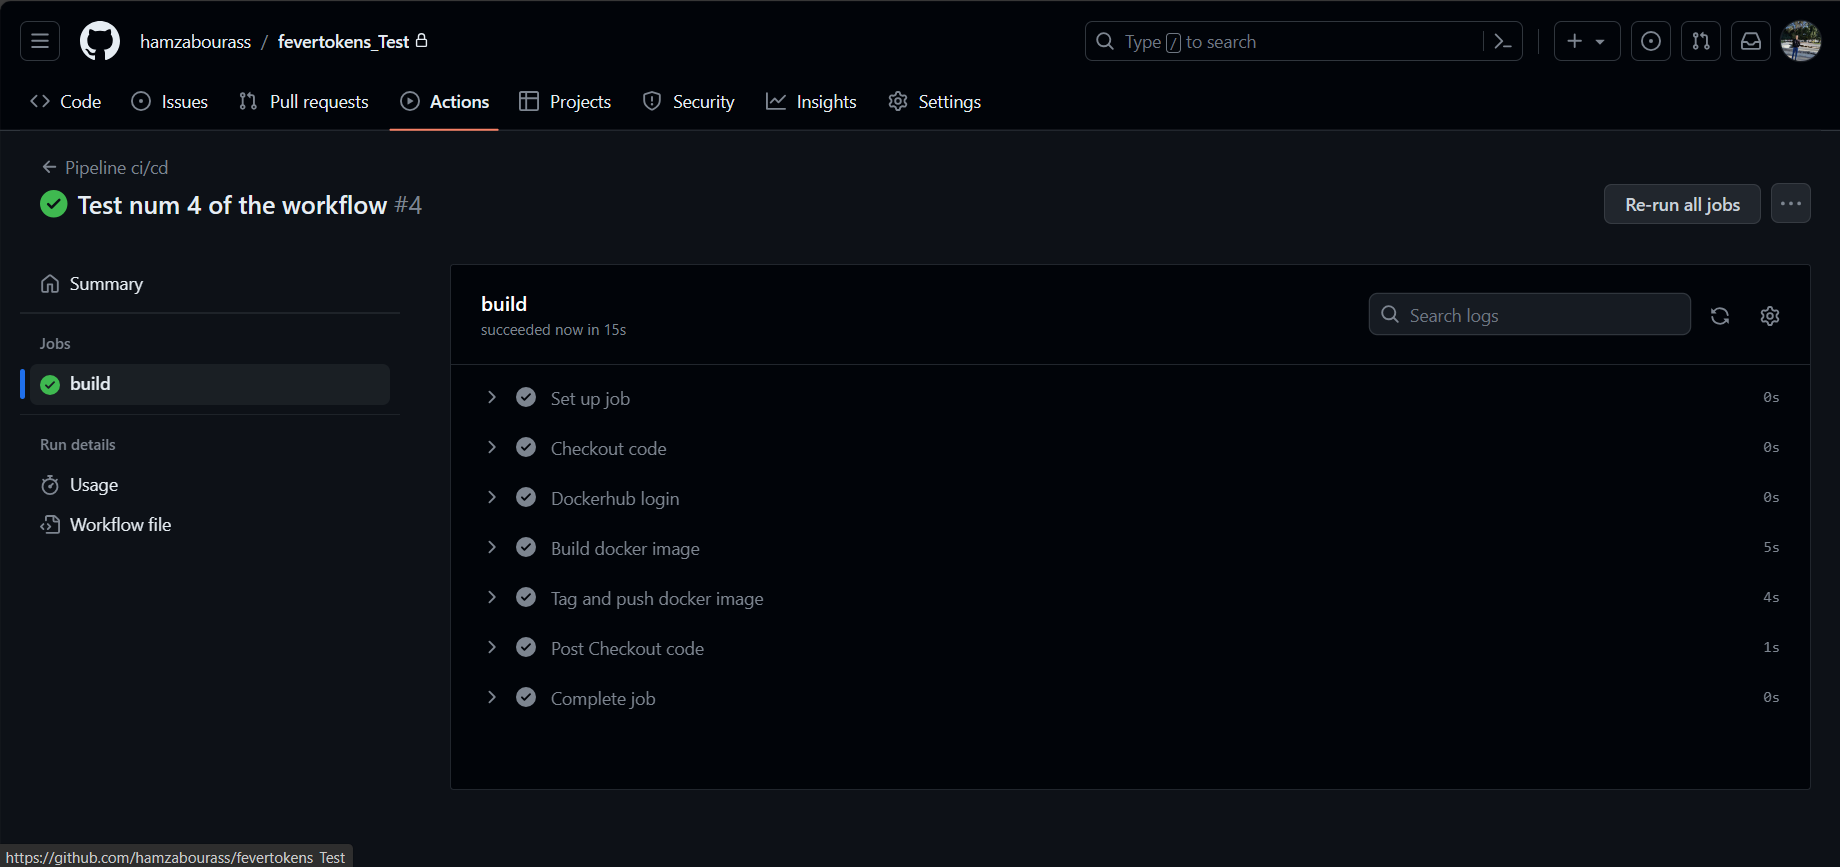 hamzabourass / fevertokens_Test
Type / to search
Code Issues Pull requests Actions Projects Security Insights Settings
Pipeline ci/cd
Test num 4 of the workflow #4
Re-run all jobs
Summary
Jobs
build
Run details
Usage
Workflow file
build
succeeded now in 15s
Search logs
Set up job 0s
Checkout code 0s
Dockerhub login 0s
Build docker image 5s
Tag and push docker image 4s
Post Checkout code 1s
Complete job 0s
https://github.com/hamzabourass/fevertokens_Test